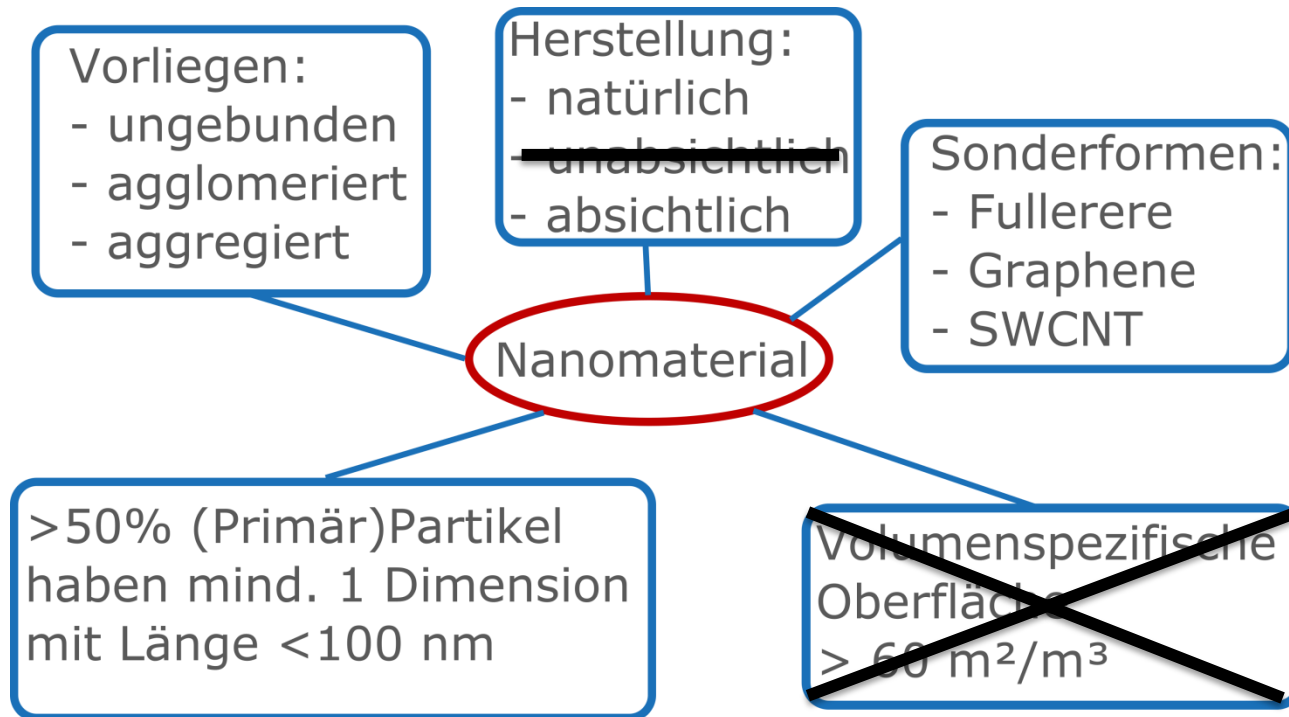 Vorliegen:
- ungebunden
- agglomeriert
- aggregiert
Herstellung:
- natürlich
- unabsichtlich
- absichtlich
Sonderformen:
- Fullerere
- Graphene
- SWCNT
Nanomaterial
>50% (Primär)Partikel
haben mind. 1 Dimension
mit Länge <100 nm
Volumenspezifische
Oberfläche
> 60 m²/m³